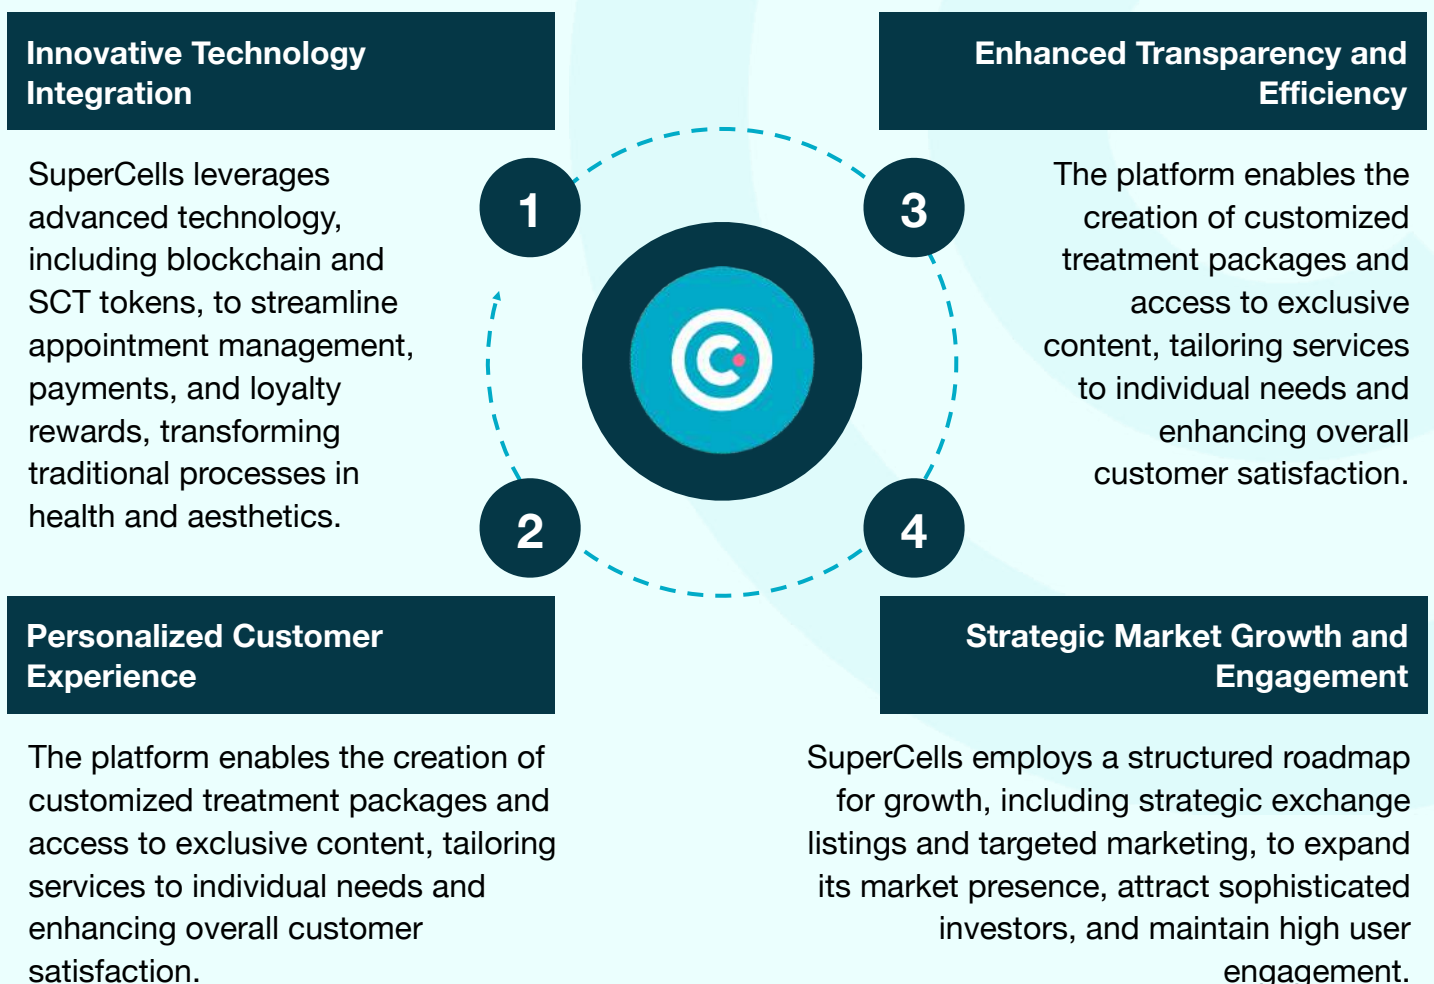 Innovative Technology
Integration
SuperCells leverages
advanced technology,
including blockchain and
SCT tokens, to streamline
appointment management,
payments, and loyalty
rewards, transforming
traditional processes in
health and aesthetics.
1
2
Personalized Customer
Experience
The platform enables the creation of
customized treatment packages and
access to exclusive content, tailoring
services to individual needs and
enhancing overall customer
satisfaction.
Enhanced Transparency and
Efficiency
3
The platform enables the
creation of customized
treatment packages and
access to exclusive
content, tailoring services
to individual needs and
enhancing overall
customer satisfaction.
4
Strategic Market Growth and
Engagement
SuperCells employs a structured roadmap
for growth, including strategic exchange
listings and targeted marketing, to expand
its market presence, attract sophisticated
investors, and maintain high user
engagement.